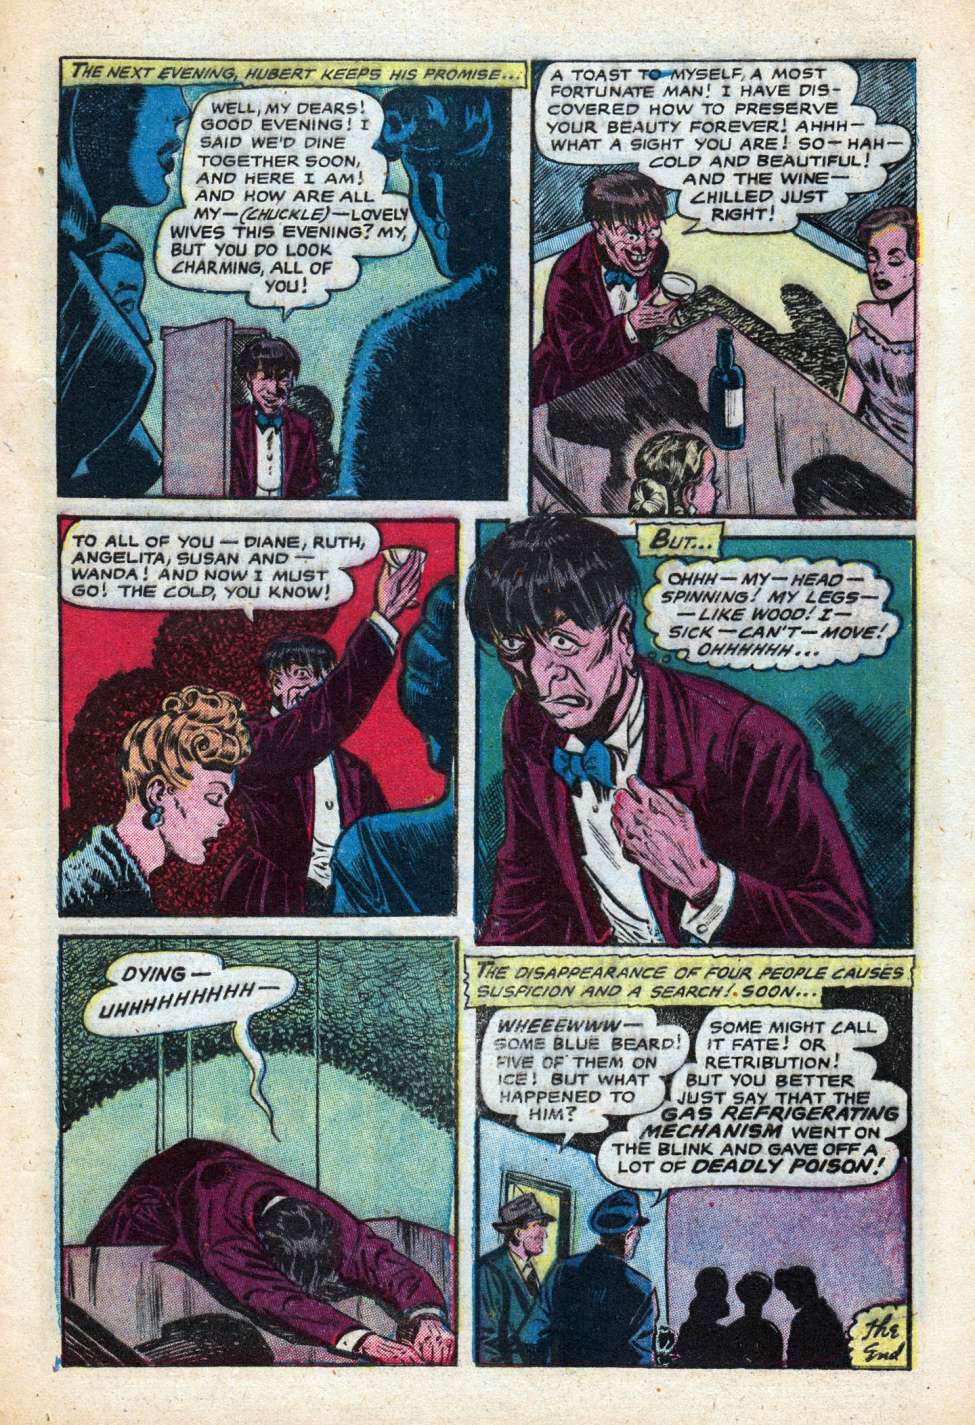 THE NEXT EVENING, HUBERT KEEPS HIS PROMISE...
WELL, MY DEARS!
GOOD EVENING! I
SAID WE'D DINE
TOGETHER SOON,
AND HERE I AM!
AND HOW ARE ALL
MY—(CHUCKLE)—LOVELY
WIVES THIS EVENING? MY,
BUT YOU DO LOOK
CHARMING, ALL OF
YOU!
A TOAST TO MYSELF, A MOST
FORTUNATE MAN! I HAVE DIS-
COVERED HOW TO PRESERVE
YOUR BEAUTY FOREVER! AHHH—
WHAT A SIGHT YOU ARE! SO—HAH—
COLD AND BEAUTIFUL!
AND THE WINE—
CHILLED JUST
RIGHT!
TO ALL OF YOU — DIANE, RUTH,
ANGELITA, SUSAN AND —
WANDA! AND NOW I MUST
GO! THE COLD, YOU KNOW!
BUT...
OHHH—MY—HEAD—
SPINNING! MY LEGS—
—LIKE WOOD! I—
SICK—CAN'T—MOVE!
OHHHHHH...
DYING—
UHHHHHHHHH—
THE DISAPPEARANCE OF FOUR PEOPLE CAUSES
SUSPICION AND A SEARCH! SOON...
WHEEEWWW—
SOME BLUE BEARD!
FIVE OF THEM ON
ICE! BUT WHAT
HAPPENED TO
HIM?
SOME MIGHT CALL
IT FATE! OR
RETRIBUTION!
BUT YOU BETTER
JUST SAY THAT THE
GAS REFRIGERATING
MECHANISM WENT ON
THE BLINK AND GAVE OFF A
LOT OF DEADLY POISON!
The
End